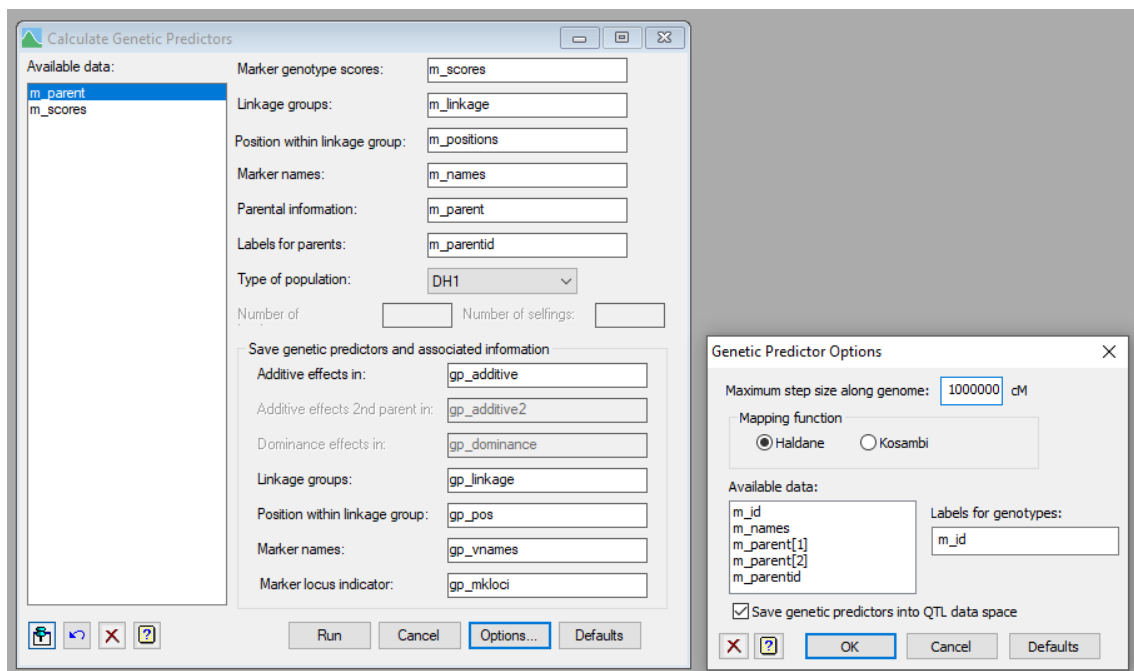 Calculate Genetic Predictors
Available data:
m_parent
m_scores
Marker genotype scores: m_scores
Linkage groups: m_linkage
Position within linkage group: m_positions
Marker names: m_names
Parental information: m_parent
Labels for parents: m_parentid
Type of population: DH1
Number of Number of selfings:
Save genetic predictors and associated information
Additive effects in: gp_additive
Additive effects 2nd parent in: gp_additive2
Dominance effects in: gp_dominance
Linkage groups: gp_linkage
Position within linkage group: gp_pos
Marker names: gp_vnames
Marker locus indicator: gp_mkloci
Run Cancel Options... Defaults
Genetic Predictor Options
Maximum step size along genome: 1000000 cM
Mapping function
Haldane Kosambi
Available data:
m_id
m_names
m_parent[1]
m_parent[2]
m_parentid
Labels for genotypes:
m_id
Save genetic predictors into QTL data space
OK Cancel Defaults